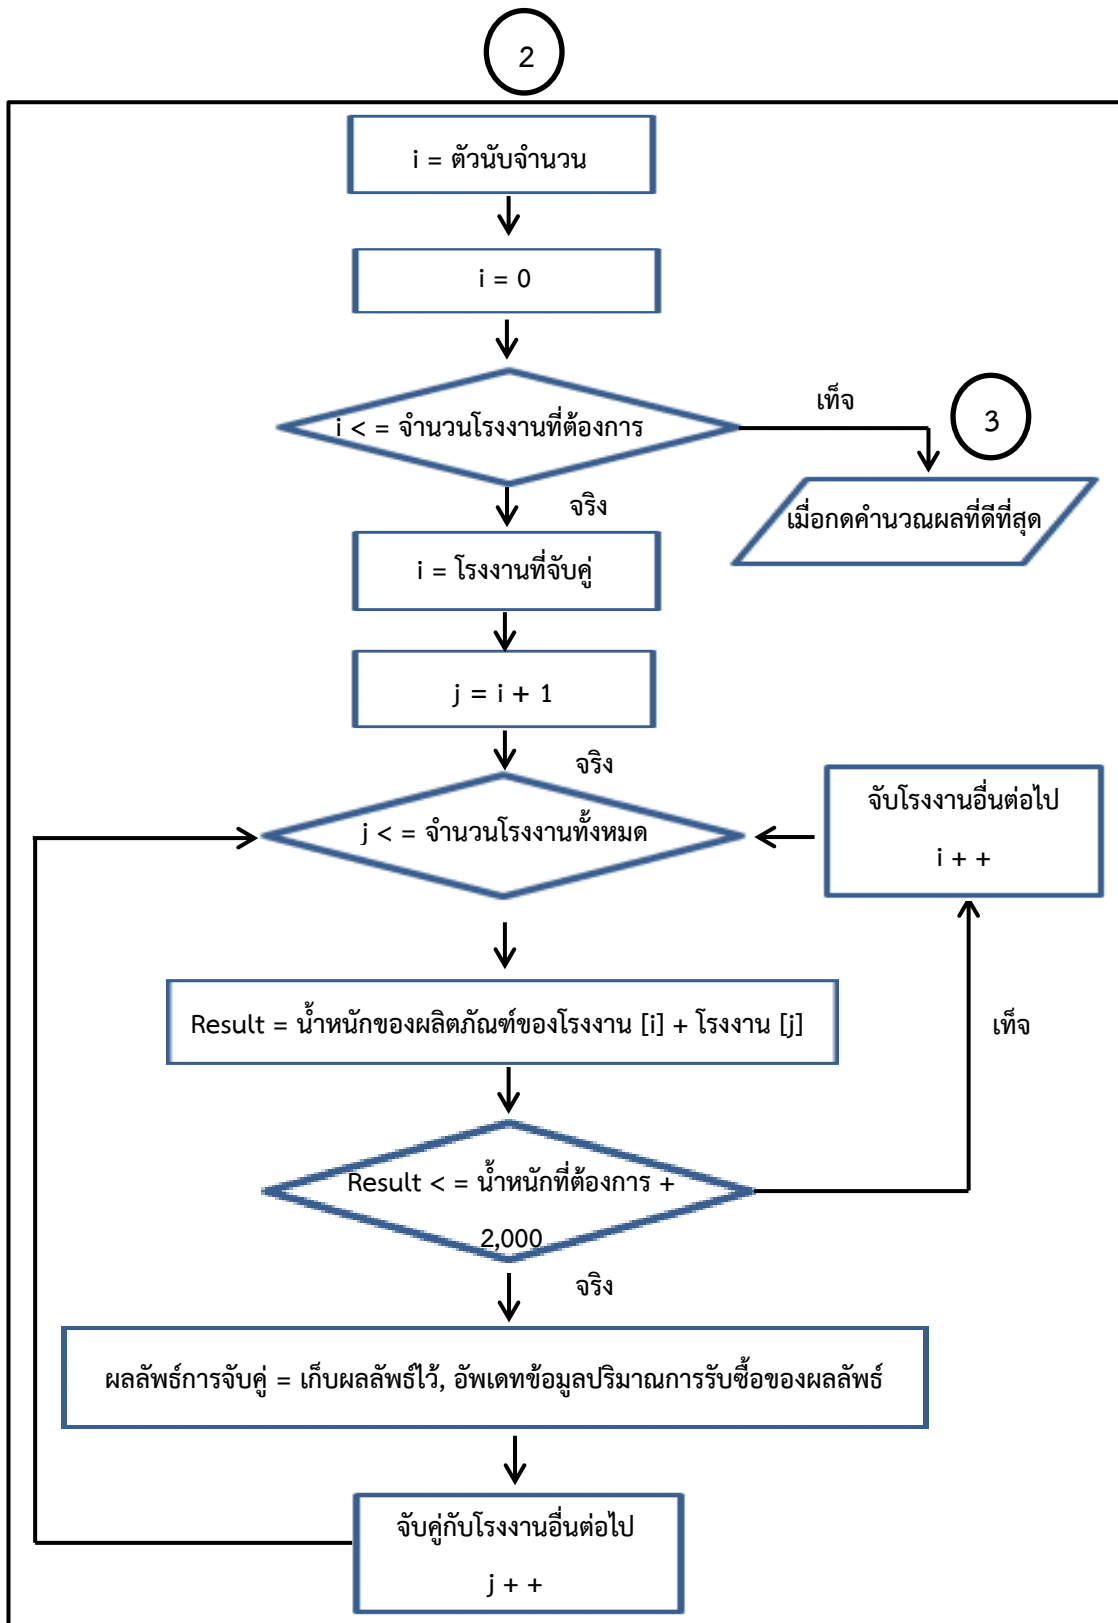 2
i = ตัวนับจำนวน
i = 0
i < = จำนวนโรงงานที่ต้องการ
เท็จ
3
จริง
เมื่อกดคำนวณผลที่ดีที่สุด
i = โรงงานที่จับคู่
j = i + 1
จริง
j < = จำนวนโรงงานทั้งหมด
จับโรงงานอื่นต่อไป
i + +
Result = น้ำหนักของผลิตภัณฑ์ของโรงงาน [i] + โรงงาน [j]
เท็จ
Result < = น้ำหนักที่ต้องการ +
2,000
จริง
ผลลัพธ์การจับคู่ = เก็บผลลัพธ์ไว้, อัพเดทข้อมูลปริมาณการรับซื้อของผลลัพธ์
จับคู่กับโรงงานอื่นต่อไป
j + +